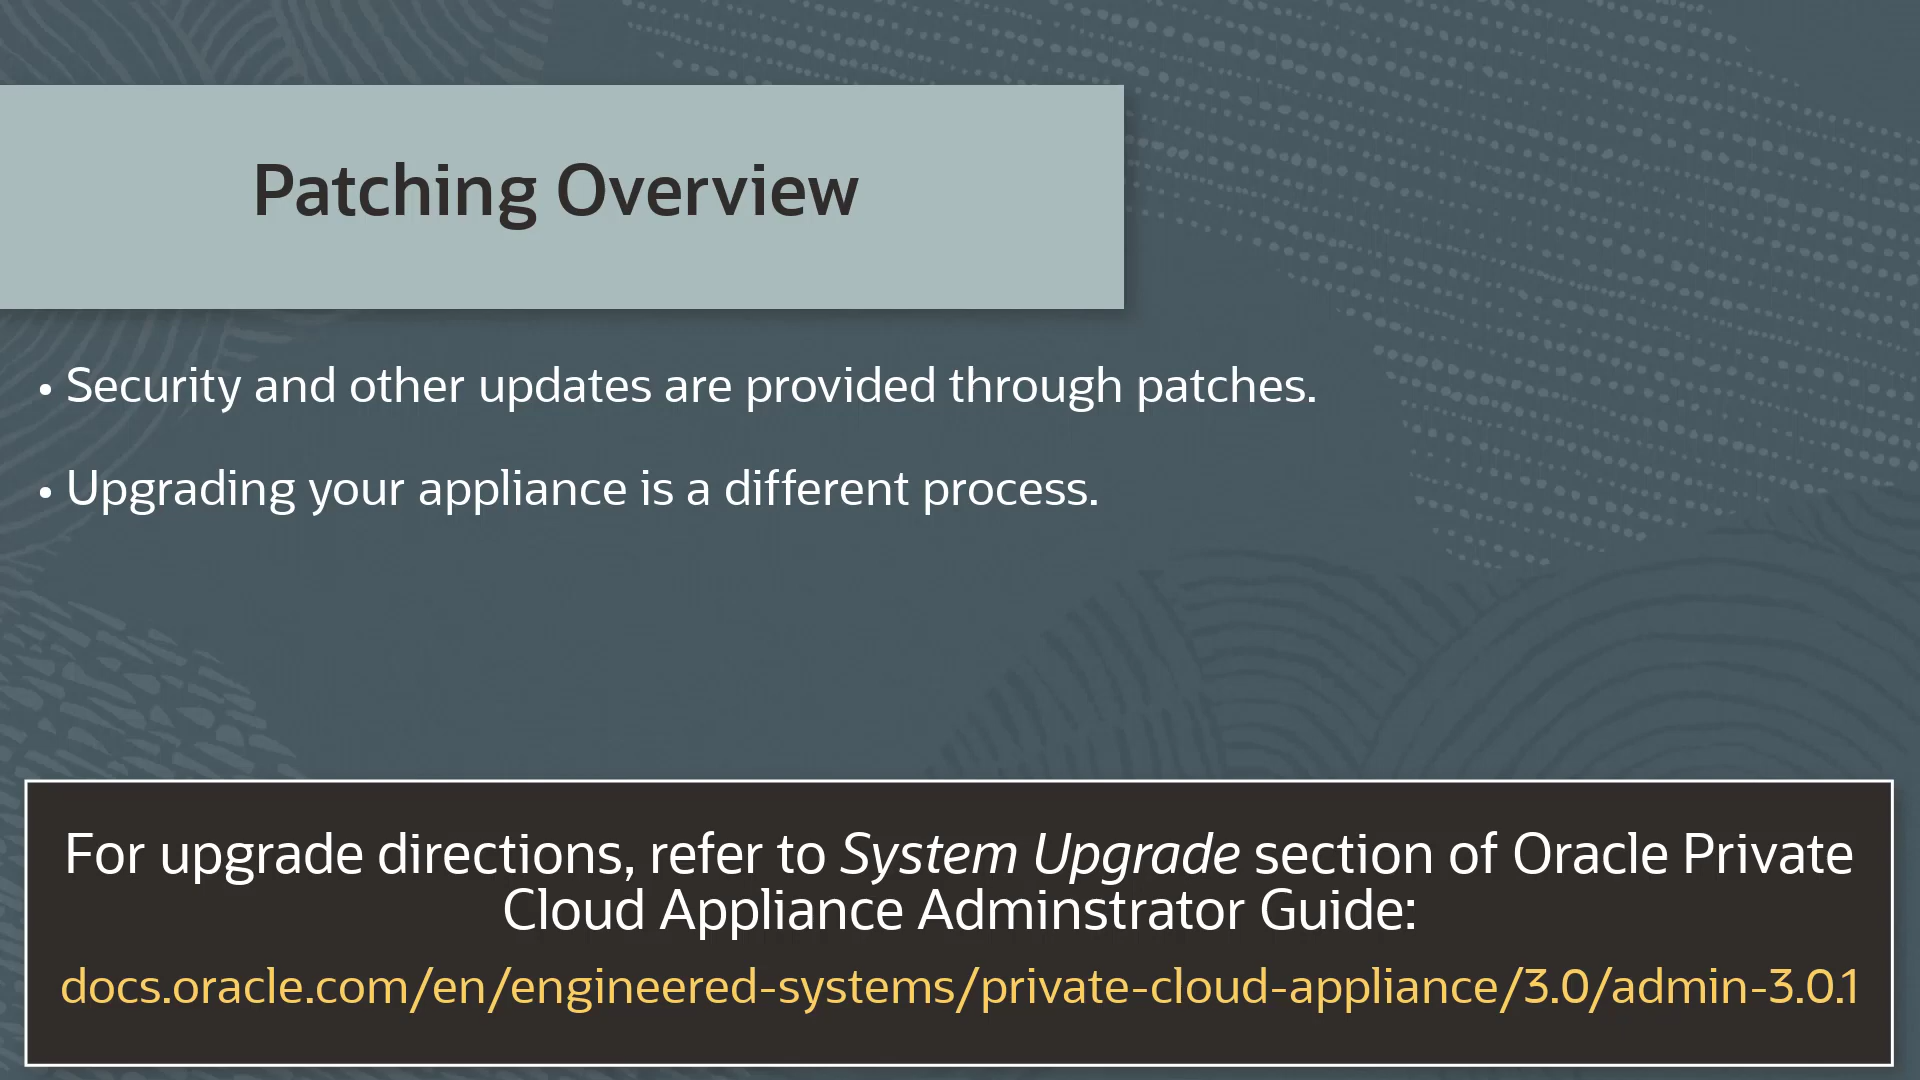 Patching Overview
• Security and other updates are provided through patches.
• Upgrading your appliance is a different process.
For upgrade directions, refer to System Upgrade section of Oracle Private
Cloud Appliance Adminstrator Guide:
docs.oracle.com/en/engineered-systems/private-cloud-appliance/3.0/admin-3.0.1